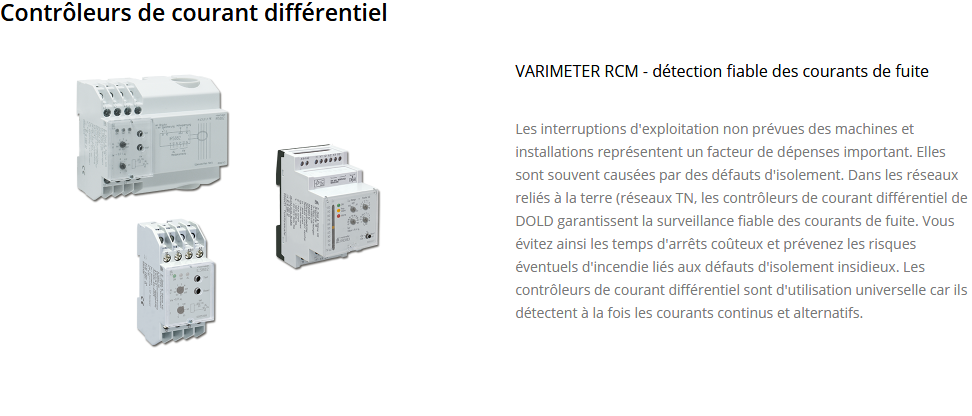 Contrôleurs de courant différentiel
VARIMETER RCM - détection fiable des courants de fuite
Les interruptions d'exploitation non prévues des machines et
installations représentent un facteur de dépenses important. Elles
sont souvent causées par des défauts d'isolement. Dans les réseaux
reliés à la terre (réseaux TN, les contrôleurs de courant différentiel de
DOLD garantissent la surveillance fiable des courants de fuite. Vous
évitez ainsi les temps d'arrêts coûteux et prévenez les risques
éventuels d'incendie liés aux défauts d'isolement insidieux. Les
contrôleurs de courant différentiel sont d'utilisation universelle car ils
détectent à la fois les courants continus et alternatifs.